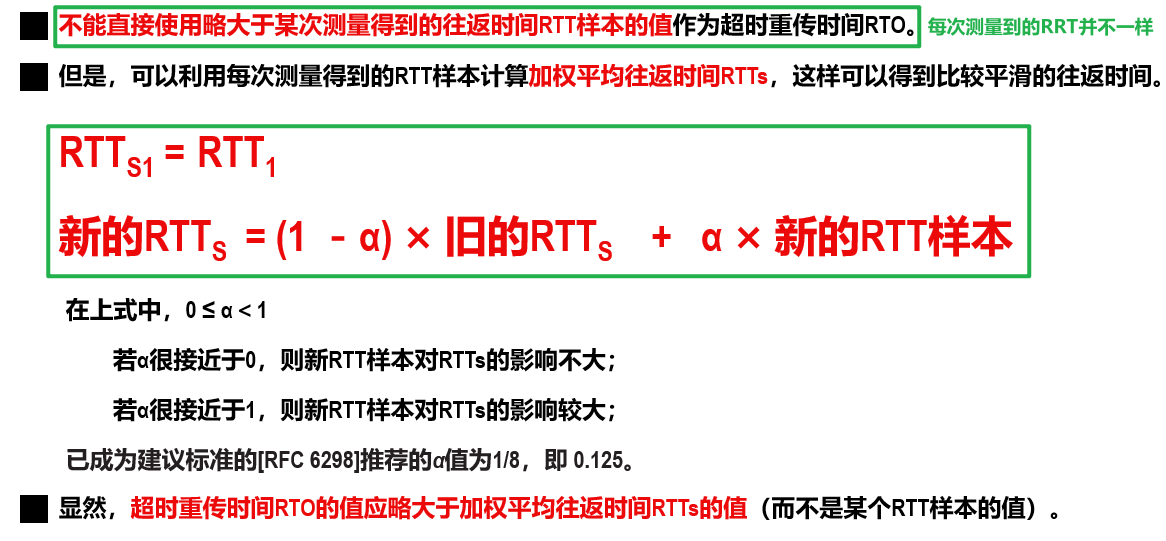 不能直接使用略大于某次测量得到的往返时间RTT样本的值作为超时重传时间RTO。 每次测量到的RRT并不一样
但是，可以利用每次测量得到的RTT样本计算加权平均往返时间RTTs，这样可以得到比较平滑的往返时间。
RTTS1 = RTT1
新的RTTS = (1 - α) × 旧的RTTS + α × 新的RTT样本
在上式中，0 ≤ α < 1
若α很接近于0，则新RTT样本对RTTs的影响不大；
若α很接近于1，则新RTT样本对RTTs的影响较大；
已成为建议标准的[RFC 6298]推荐的α值为1/8，即 0.125。
显然，超时重传时间RTO的值应略大于加权平均往返时间RTTs的值（而不是某个RTT样本的值）。